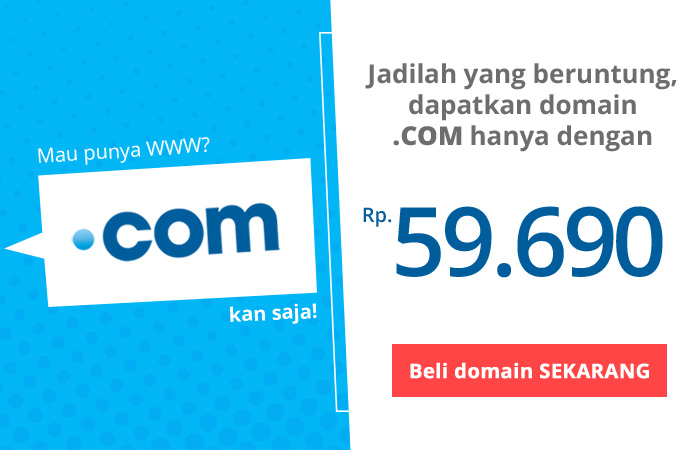 Mau punya WWW?
.com
kan saja!
Jadilah yang beruntung,
dapatkan domain
.COM hanya dengan
Rp. 59.690
Beli domain SEKARANG